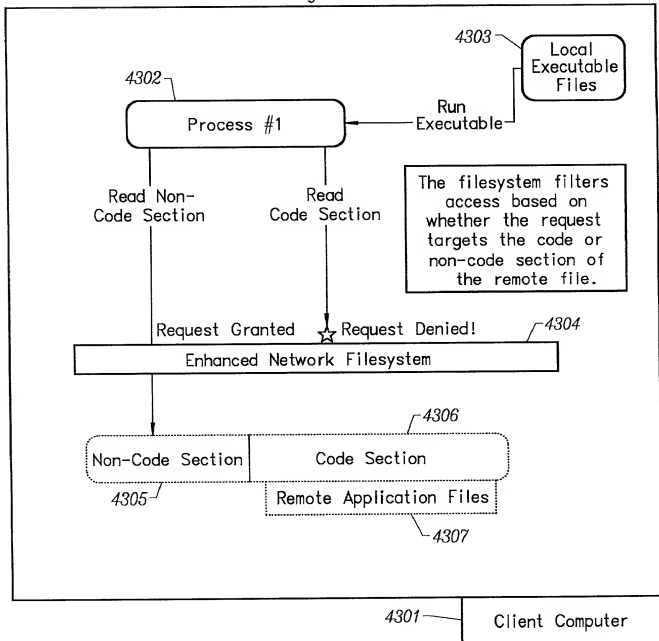 4303
Local
Executable
Files
4302
Process #1
Run
Executable
Read Non-
Code Section
Read
Code Section
The filesystem filters
access based on
whether the request
targets the code or
non-code section of
the remote file.
Request Granted
Request Denied!
4304
Enhanced Network Filesystem
4306
Non-Code Section
Code Section
4305
Remote Application Files
4307
4301
Client Computer